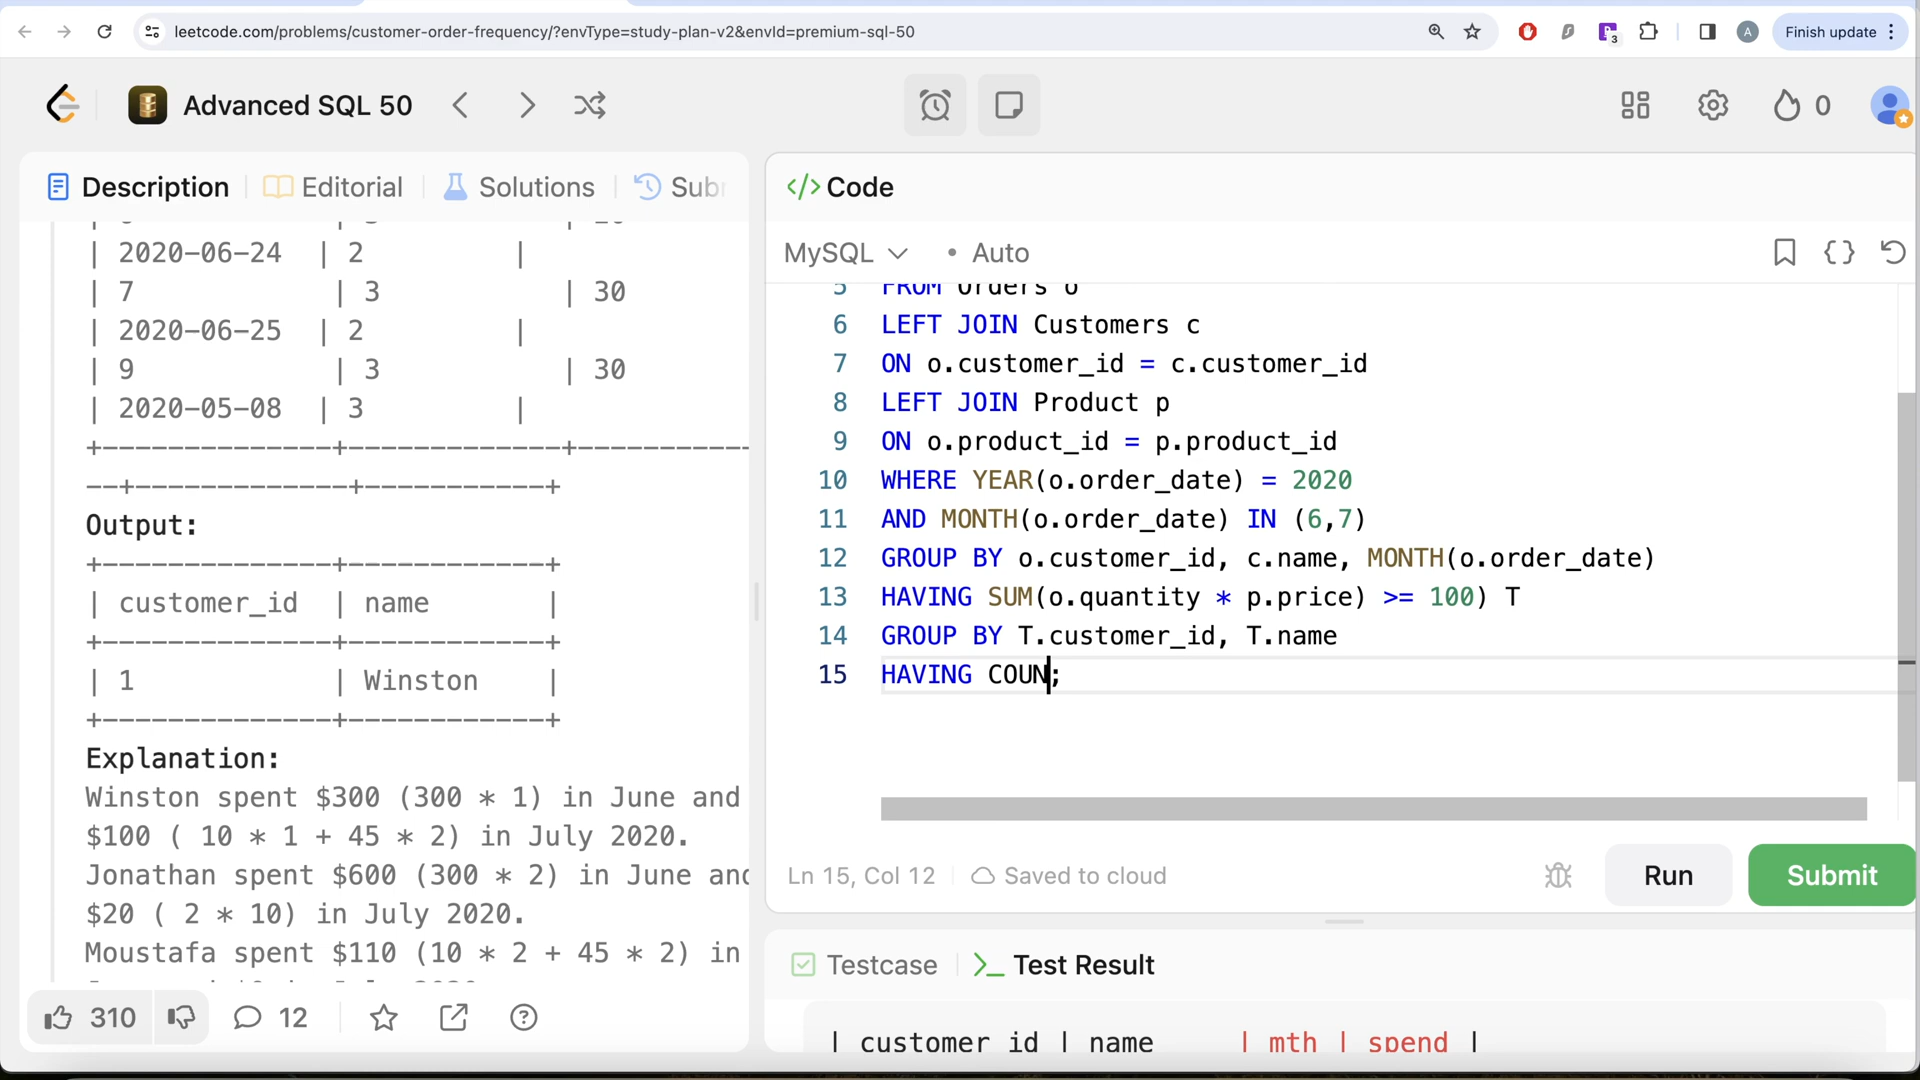 leetcode.com/problems/customer-order-frequency/?envType=study-plan-v2&envId=premium-sql-50
3
A
Finish update
Advanced SQL 50
0
Description
Editorial
Solutions
Sub
| 2020-06-24 | 2 |
| 7 | 3 | 30
| 2020-06-25 | 2 |
| 9 | 3 | 30
| 2020-05-08 | 3 |
+--------------+-------------+-----------
--+-------------+-----------+
Output:
+--------------+------------+
| customer_id | name |
+--------------+------------+
| 1 | Winston |
+--------------+------------+
Explanation:
Winston spent $300 (300 * 1) in June and
$100 ( 10 * 1 + 45 * 2) in July 2020.
Jonathan spent $600 (300 * 2) in June and
$20 ( 2 * 10) in July 2020.
Moustafa spent $110 (10 * 2 + 45 * 2) in
310
12
</> Code
MySQL
• Auto
5 FROM Orders o
6 LEFT JOIN Customers c
7 ON o.customer_id = c.customer_id
8 LEFT JOIN Product p
9 ON o.product_id = p.product_id
10 WHERE YEAR(o.order_date) = 2020
11 AND MONTH(o.order_date) IN (6,7)
12 GROUP BY o.customer_id, c.name, MONTH(o.order_date)
13 HAVING SUM(o.quantity * p.price) >= 100) T
14 GROUP BY T.customer_id, T.name
15 HAVING COUN;
Ln 15, Col 12
Saved to cloud
Run
Submit
Testcase
Test Result
| customer_id | name | mth | spend |